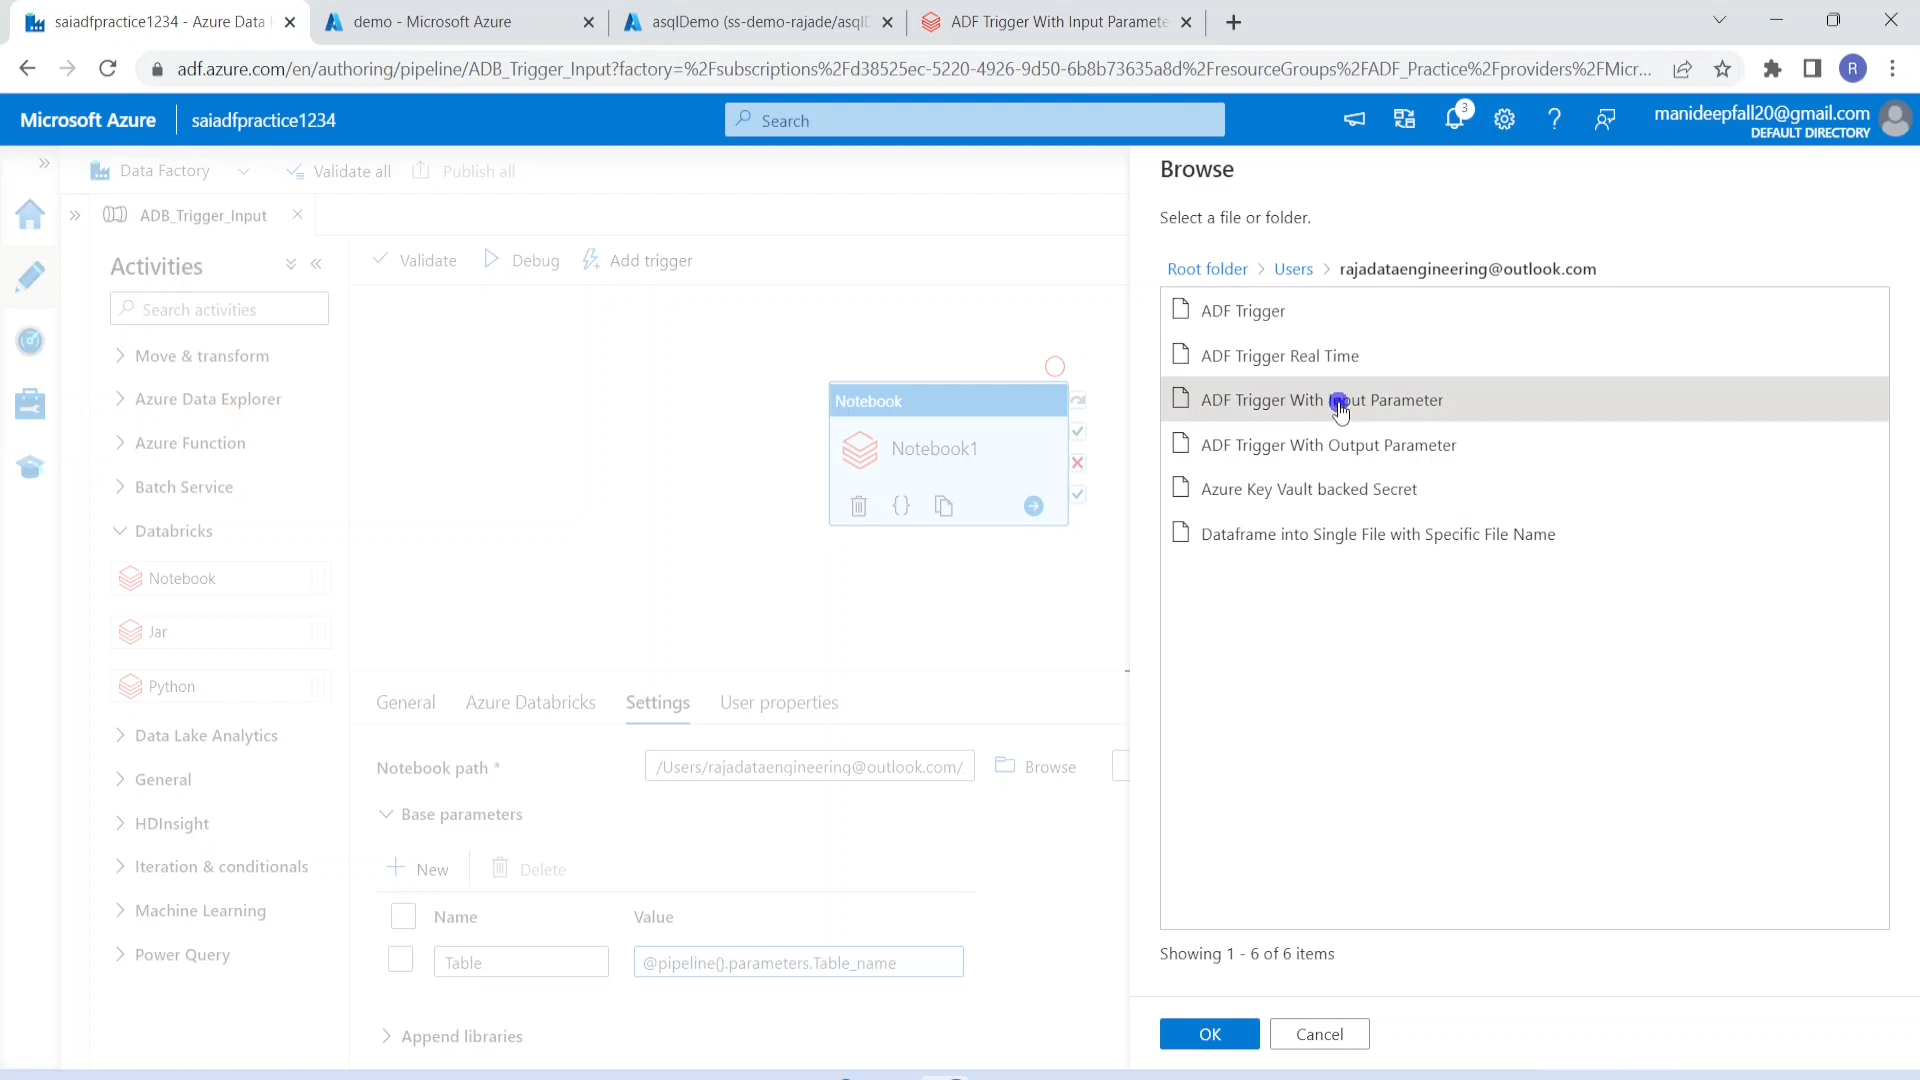 saiadfpractice1234 - Azure Data
demo - Microsoft Azure
asqlDemo (ss-demo-rajade/asqlD
ADF Trigger With Input Paramete
adf.azure.com/en/authoring/pipeline/ADB_Trigger_Input?factory=%2Fsubscriptions%2Fd38525ec-5220-4926-9d50-6b8b73635a8d%2FresourceGroups%2FADF_Practice%2Fproviders%2FMicr...
R
Microsoft Azure
saiadfpractice1234
Search
3
manideepfall20@gmail.com
DEFAULT DIRECTORY
Data Factory
Validate all
Publish all
ADB_Trigger_Input
Activities
Search activities
Move & transform
Azure Data Explorer
Azure Function
Batch Service
Databricks
Notebook
Jar
Python
Data Lake Analytics
General
HDInsight
Iteration & conditionals
Machine Learning
Power Query
Validate
Debug
Add trigger
Notebook
Notebook1
General
Azure Databricks
Settings
User properties
Notebook path *
/Users/rajadataengineering@outlook.com/
Browse
Base parameters
New
Delete
Name
Value
Table
@pipeline().parameters.Table_name
Append libraries
Browse
Select a file or folder.
Root folder > Users > rajadataengineering@outlook.com
ADF Trigger
ADF Trigger Real Time
ADF Trigger With Input Parameter
ADF Trigger With Output Parameter
Azure Key Vault backed Secret
Dataframe into Single File with Specific File Name
Showing 1 - 6 of 6 items
OK
Cancel